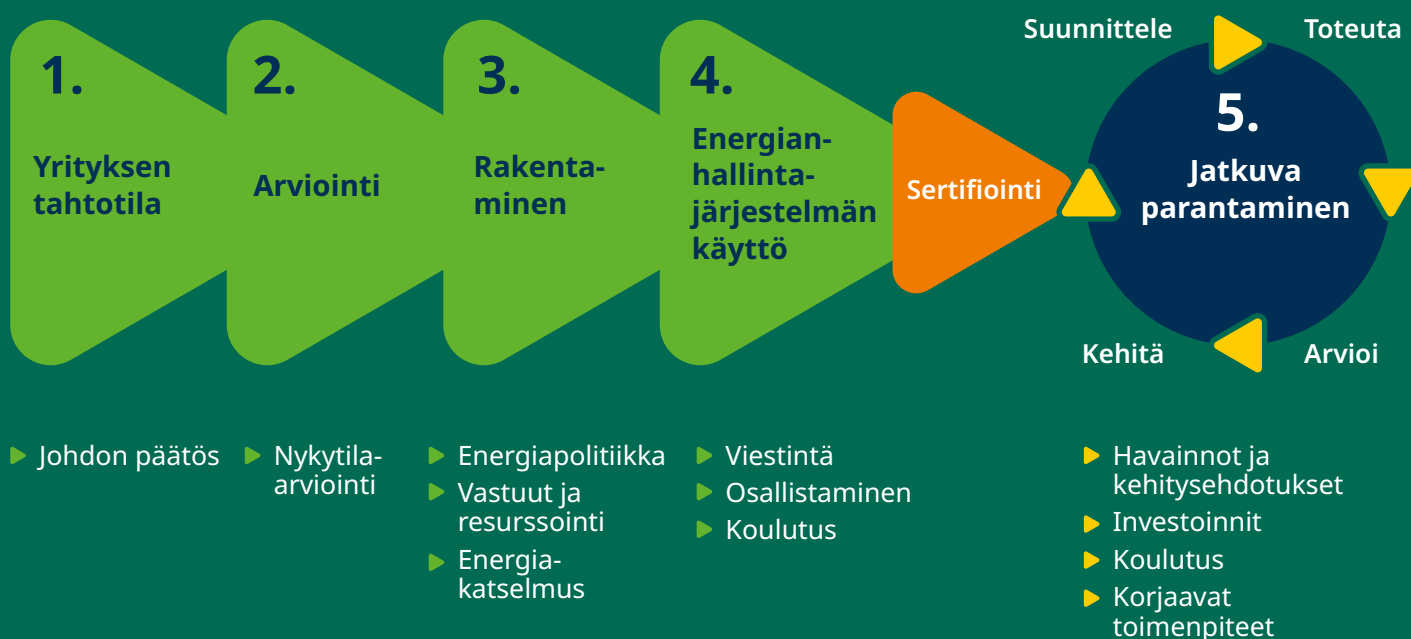 1.
Yrityksen
tahtotila
2.
Arviointi
3.
Rakenta-
minen
4.
Energian-
hallinta-
järjestelmän
käyttö
Sertifiointi
Suunnittele
Toteuta
5.
Jatkuva
parantaminen
Kehitä
Arvioi
Johdon päätös
Nykytila-
arviointi
Energiapolitiikka
Vastuut ja
resurssointi
Energia-
katselmus
Viestintä
Osallistaminen
Koulutus
Havainnot ja
kehitysehdotukset
Investoinnit
Koulutus
Korjaavat
toimenpiteet